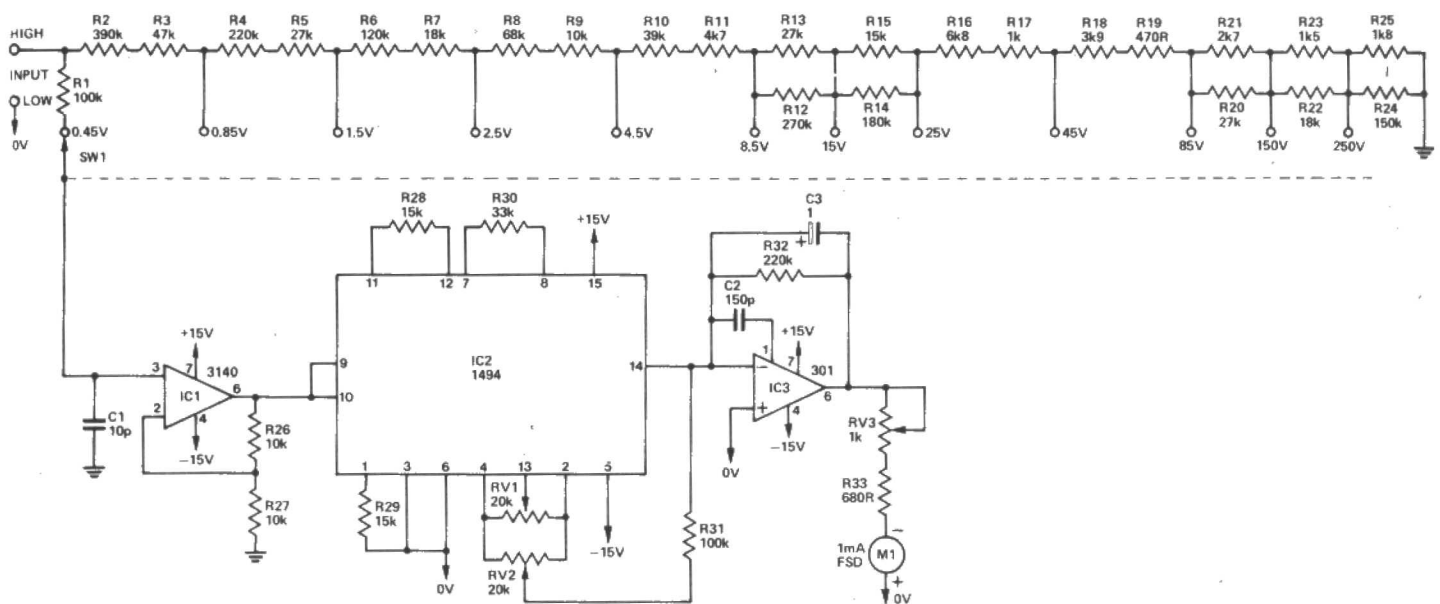 HIGH
INPUT
LOW
0V
R1
100k
R2
390k
R3
47k
R4
220k
R5
27k
R6
120k
R7
18k
R8
68k
R9
10k
R10
39k
R11
4k7
R13
27k
R15
15k
R16
6k8
R17
1k
R18
3k9
R19
470R
R21
2k7
R23
1k5
R25
1k8
R12
270k
R14
180k
R20
27k
R22
18k
R24
150k
0.45V
0.85V
1.5V
2.5V
4.5V
8.5V
15V
25V
45V
85V
150V
250V
SW1
R28
15k
R30
33k
+15V
11
12
7
8
15
C3
1
+
R32
220k
C2
150p
+15V
3
7
3140
6
IC1
2
4
-15V
C1
10p
R26
10k
R27
10k
9
10
IC2
1494
14
1
3
6
4
13
2
5
R29
15k
0V
RV1
20k
RV2
20k
-15V
R31
100k
+15V
1
7
301
−
IC3
6
+
4
-15V
0V
RV3
1k
R33
680R
−
1mA
FSD
M1
+
0V